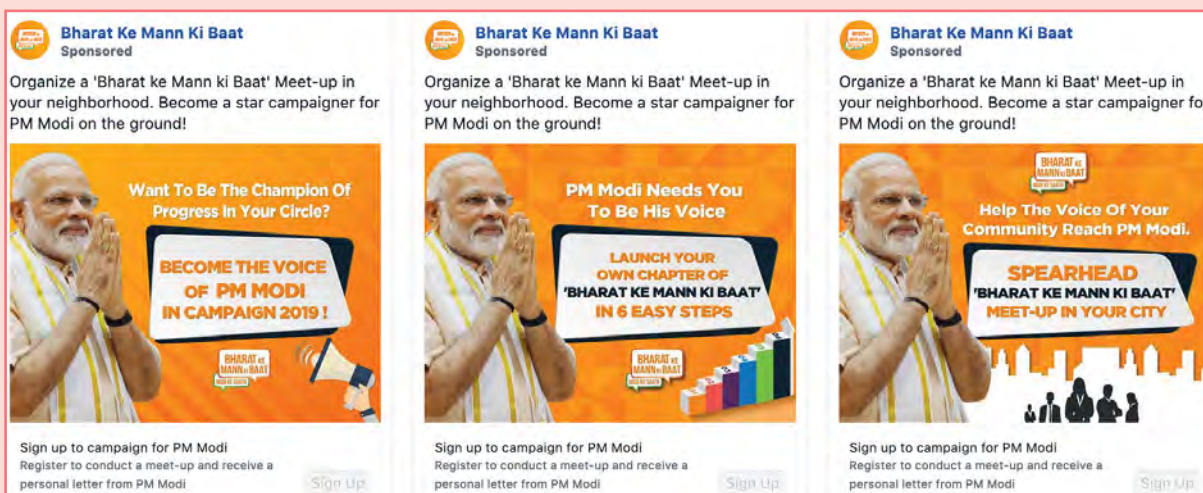 Bharat Ke Mann Ki Baat
Sponsored
Organize a 'Bharat ke Mann ki Baat' Meet-up in
your neighborhood. Become a star campaigner for
PM Modi on the ground!
Want To Be The Champion Of
Progress In Your Circle?
BECOME THE VOICE
OF PM MODI
IN CAMPAIGN 2019 !
BHARAT KE
MANN KI BAAT
Sign up to campaign for PM Modi
Register to conduct a meet-up and receive a
personal letter from PM Modi
Sign Up
Bharat Ke Mann Ki Baat
Sponsored
Organize a 'Bharat ke Mann ki Baat' Meet-up in
your neighborhood. Become a star campaigner for
PM Modi on the ground!
PM Modi Needs You
To Be His Voice
LAUNCH YOUR
OWN CHAPTER OF
'BHARAT KE MANN KI BAAT'
IN 6 EASY STEPS
BHARAT KE
MANN KI BAAT
Sign up to campaign for PM Modi
Register to conduct a meet-up and receive a
personal letter from PM Modi
Sign Up
Bharat Ke Mann Ki Baat
Sponsored
Organize a 'Bharat ke Mann ki Baat' Meet-up in
your neighborhood. Become a star campaigner fo
PM Modi on the ground!
BHARAT KE
MANN KI BAAT
Help The Voice Of Your
Community Reach PM Modi.
SPEARHEAD
'BHARAT KE MANN KI BAAT'
MEET-UP IN YOUR CITY
Sign up to campaign for PM Modi
Register to conduct a meet-up and receive a
personal letter from PM Modi
Sign Up